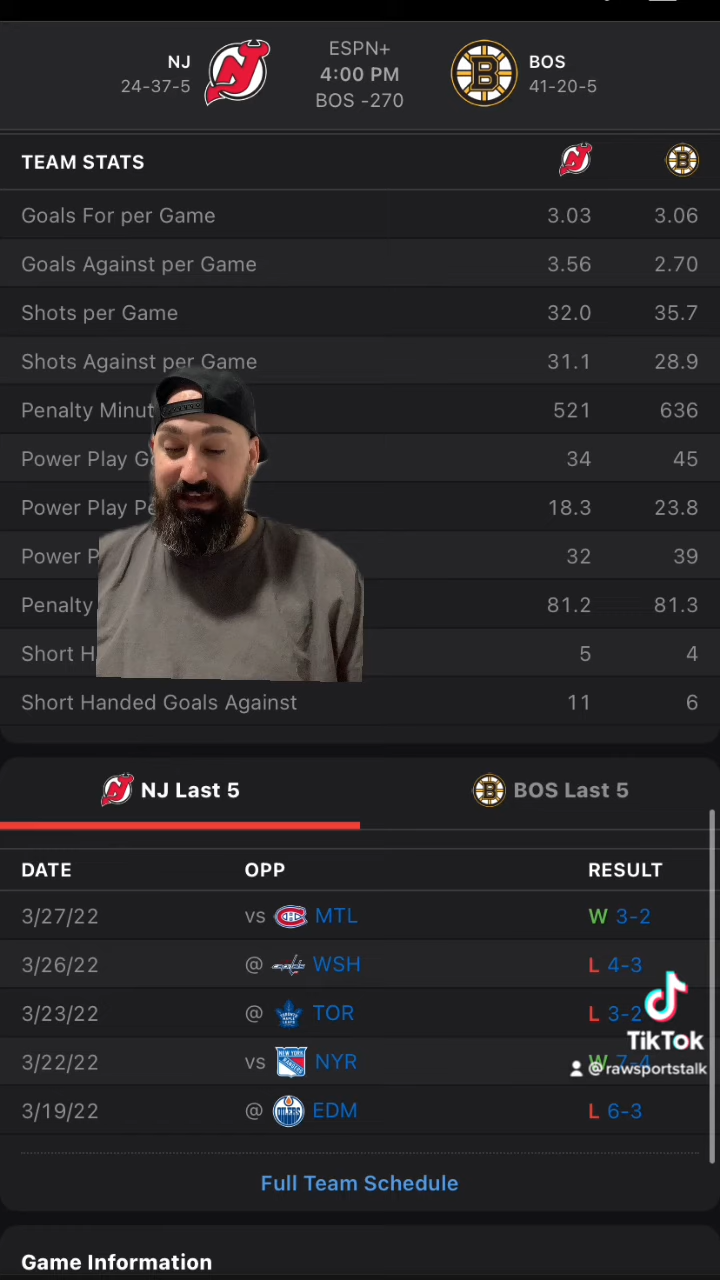 NJ ESPN+ BOS
24-37-5 4:00 PM 41-20-5
BOS -270
TEAM STATS
Goals For per Game 3.03 3.06
Goals Against per Game 3.56 2.70
Shots per Game 32.0 35.7
Shots Against per Game 31.1 28.9
Penalty Minut 521 636
Power Play G 34 45
Power Play Pe 18.3 23.8
Power P 32 39
Penalty 81.2 81.3
Short H 5 4
Short Handed Goals Against 11 6
NJ Last 5 BOS Last 5
DATE OPP RESULT
3/27/22 vs MTL W 3-2
3/26/22 @ WSH L 4-3
3/23/22 @ TOR L 3-2
3/22/22 vs NYR W 7-4
3/19/22 @ EDM L 6-3
TikTok
@rawsportstalk
Full Team Schedule
Game Information